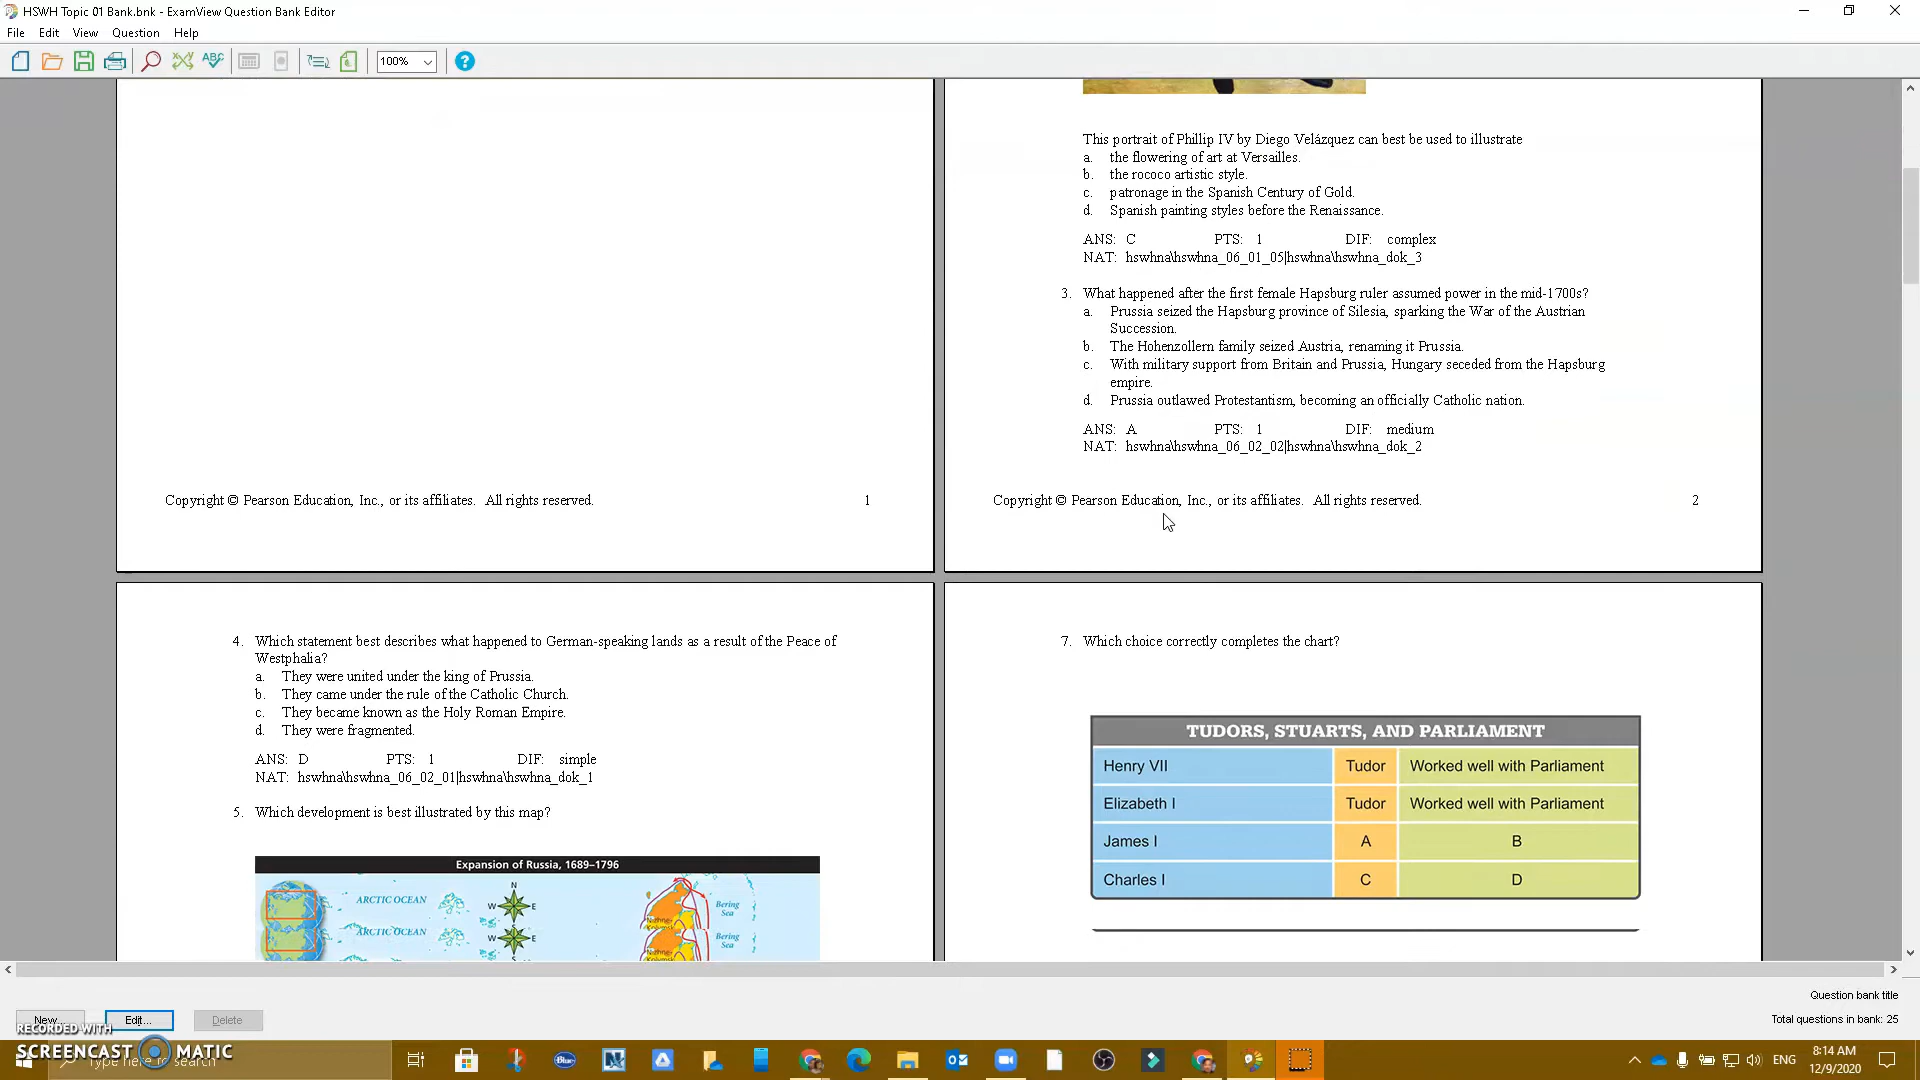 HSWH Topic 01 Bank.bnk - ExamView Question Bank Editor
File Edit View Question Help
100%
This portrait of Phillip IV by Diego Velázquez can best be used to illustrate
a. the flowering of art at Versailles.
b. the rococo artistic style.
c. patronage in the Spanish Century of Gold.
d. Spanish painting styles before the Renaissance.
ANS: C PTS: 1 DIF: complex
NAT: hswhna\hswhna_06_01_05|hswhna\hswhna_dok_3
3. What happened after the first female Hapsburg ruler assumed power in the mid-1700s?
a. Prussia seized the Hapsburg province of Silesia, sparking the War of the Austrian
Succession.
b. The Hohenzollern family seized Austria, renaming it Prussia.
c. With military support from Britain and Prussia, Hungary seceded from the Hapsburg
empire.
d. Prussia outlawed Protestantism, becoming an officially Catholic nation.
ANS: A PTS: 1 DIF: medium
NAT: hswhna\hswhna_06_02_02|hswhna\hswhna_dok_2
Copyright © Pearson Education, Inc., or its affiliates. All rights reserved. 1
Copyright © Pearson Education, Inc., or its affiliates. All rights reserved. 2
4. Which statement best describes what happened to German-speaking lands as a result of the Peace of
Westphalia?
a. They were united under the king of Prussia.
b. They came under the rule of the Catholic Church.
c. They became known as the Holy Roman Empire.
d. They were fragmented.
ANS: D PTS: 1 DIF: simple
NAT: hswhna\hswhna_06_02_01|hswhna\hswhna_dok_1
5. Which development is best illustrated by this map?
Expansion of Russia, 1689–1796
ARCTIC OCEAN
N
W E
Bering
Sea
ARCTIC OCEAN
W E
Bering
Sea
7. Which choice correctly completes the chart?
TUDORS, STUARTS, AND PARLIAMENT
Henry VII Tudor Worked well with Parliament
Elizabeth I Tudor Worked well with Parliament
James I A B
Charles I C D
Question bank title
New... Edit... Delete
Total questions in bank: 25
RECORDED WITH
SCREENCAST MATIC
Type here to search
ENG
8:14 AM
12/9/2020